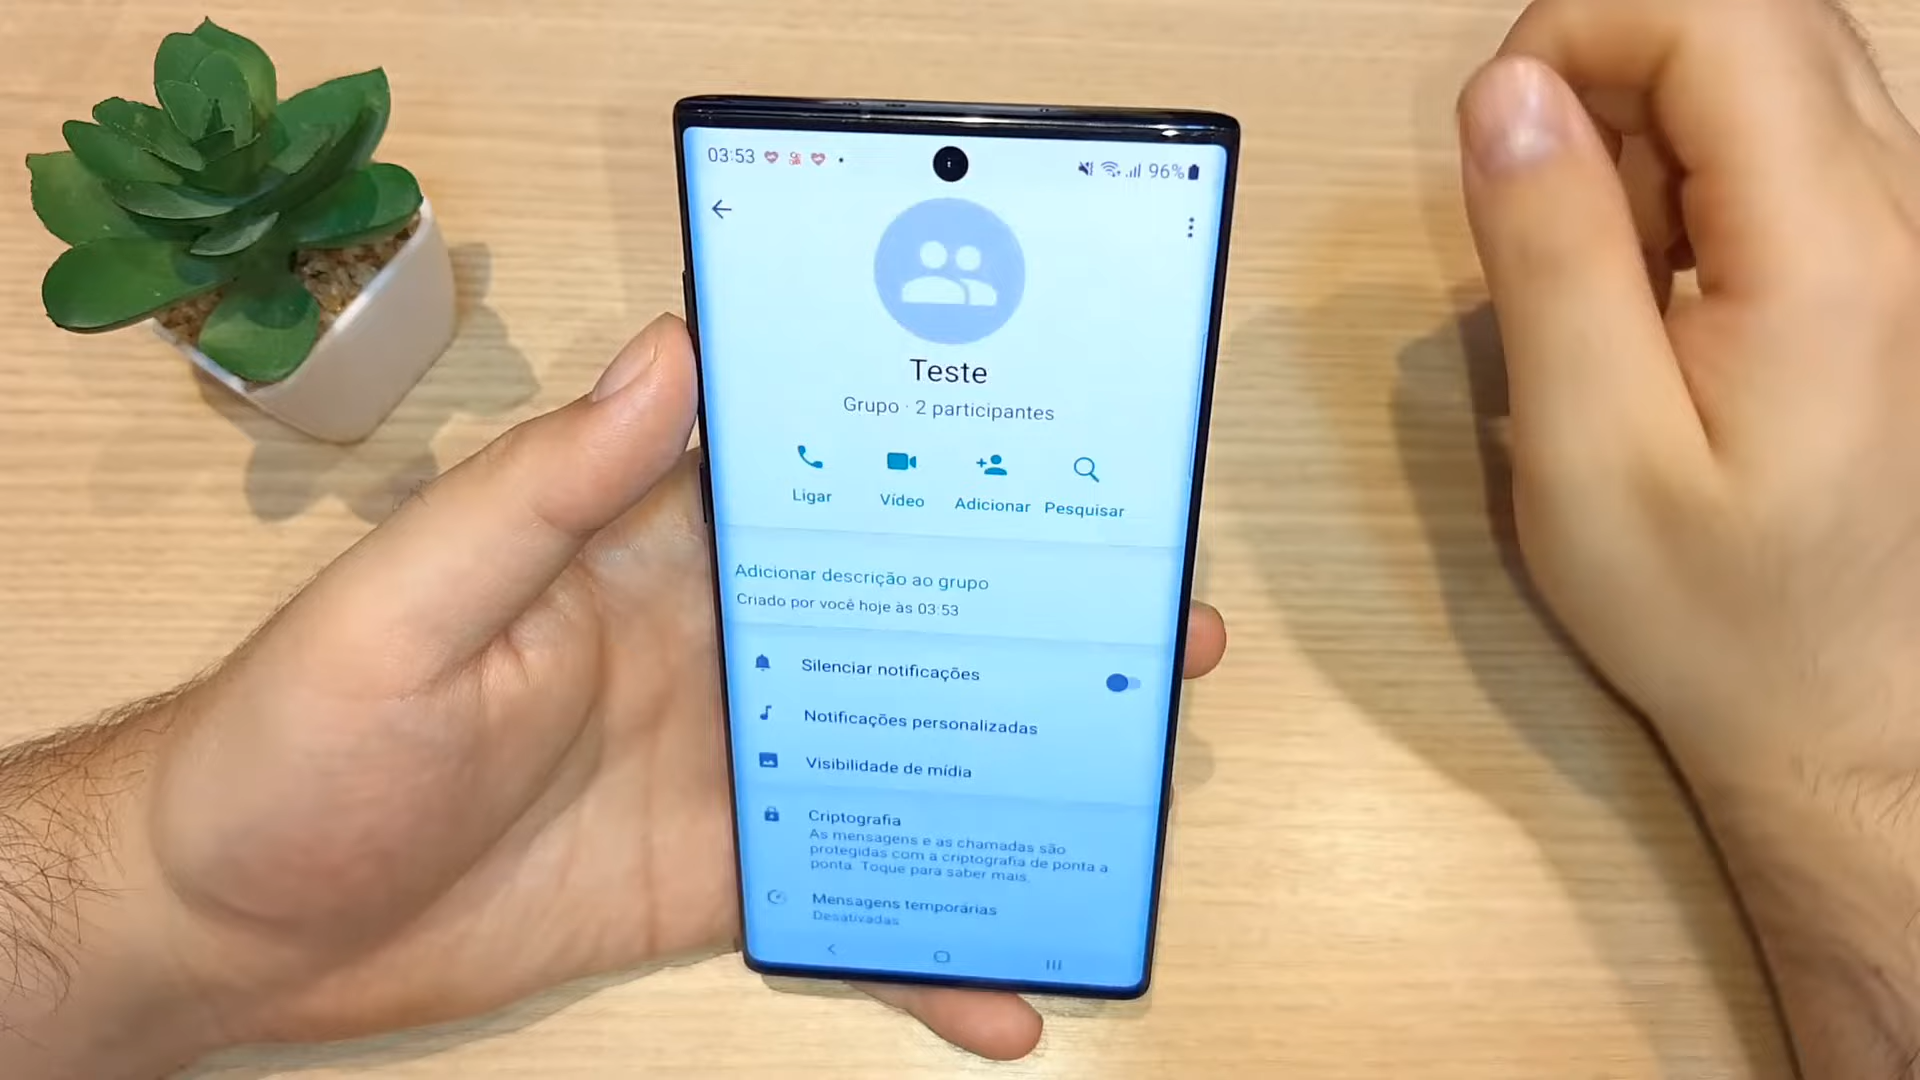 03:53
96%
Teste
Grupo · 2 participantes
Ligar
Vídeo
Adicionar
Pesquisar
Adicionar descrição ao grupo
Criado por você hoje às 03:53
Silenciar notificações
Notificações personalizadas
Visibilidade de mídia
Criptografia
As mensagens e as chamadas são
protegidas com a criptografia de ponta a
ponta. Toque para saber mais.
Mensagens temporárias
Desativadas